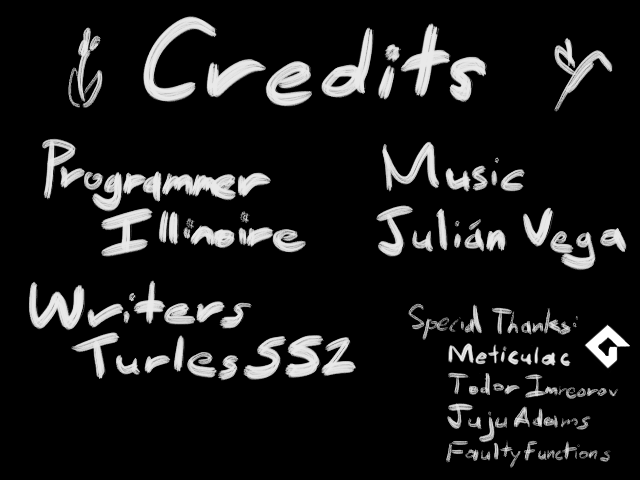 Credits
Programmer
Illinoire
Writers
TurlesSS2
Music
Julián Vega
Special Thanks:
Meticulac
Todor Imreorov
Juju Adams
FaultyFunctions